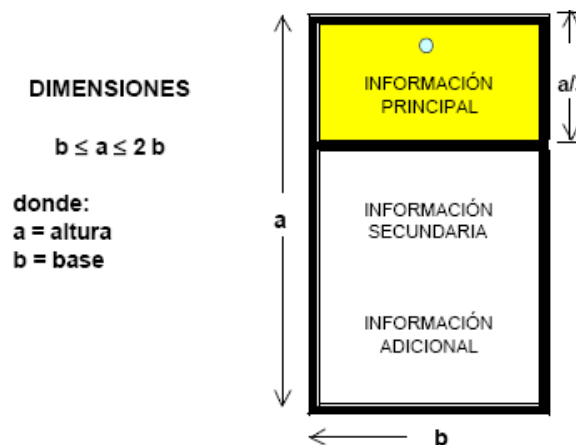 DIMENSIONES
b ≤ a ≤ 2 b
donde:
a = altura
b = base
INFORMACIÓN
PRINCIPAL
INFORMACIÓN
SECUNDARIA
INFORMACIÓN
ADICIONAL
a
b